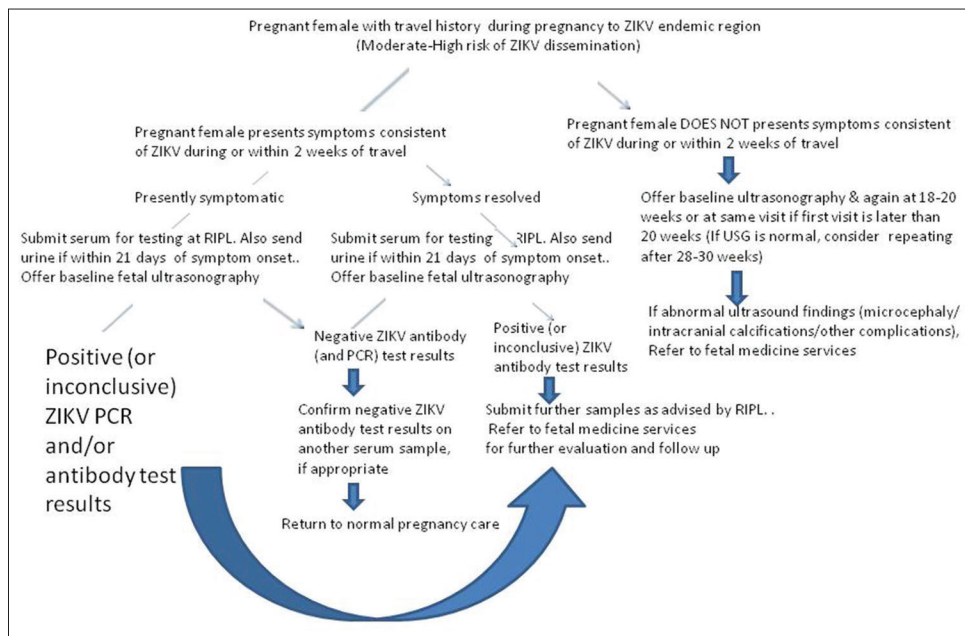 Pregnant female with travel history during pregnancy to ZIKV endemic region
(Moderate-High risk of ZIKV dissemination)
Pregnant female presents symptoms consistent
of ZIKV during or within 2 weeks of travel
Pregnant female DOES NOT presents symptoms consistent
of ZIKV during or within 2 weeks of travel
Presently symptomatic
Symptoms resolved
Offer baseline ultrasonography & again at 18-20
weeks or at same visit if first visit is later than
20 weeks (If USG is normal, consider repeating
after 28-30 weeks)
Submit serum for testing at RIPL. Also send
urine if within 21 days of symptom onset..
Offer baseline fetal ultrasonography
Submit serum for testing RIPL. Also send
urine if within 21 days of symptom onset..
Offer baseline fetal ultrasonography
If abnormal ultrasound findings (microcephaly/
intracranial calcifications/other complications),
Refer to fetal medicine services
Positive (or
inconclusive)
ZIKV PCR
and/or
antibody test
results
Negative ZIKV antibody
(and PCR) test results
Positive (or
inconclusive) ZIKV
antibody test results
Confirm negative ZIKV
antibody test results on
another serum sample,
if appropriate
Submit further samples as advised by RIPL. .
Refer to fetal medicine services
for further evaluation and follow up
Return to normal pregnancy care